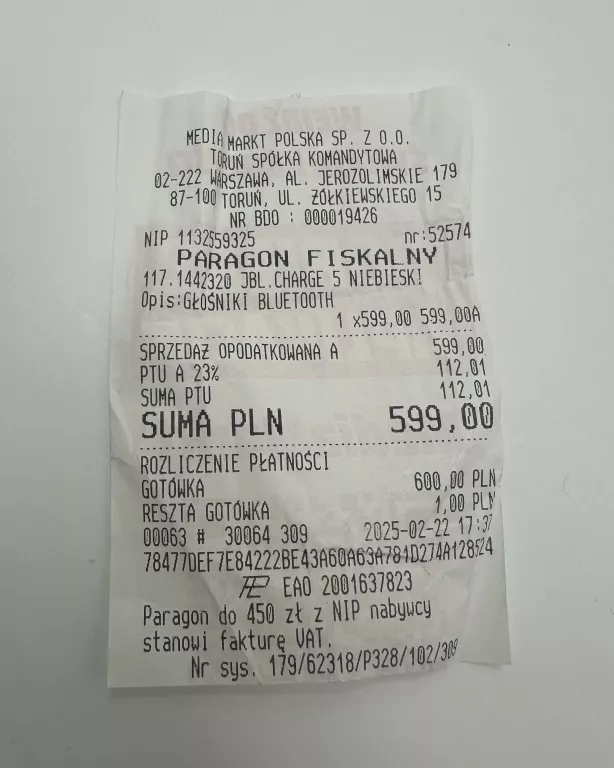 MEDIA MARKT POLSKA SP. Z O.O.
TORUŃ SPÓŁKA KOMANDYTOWA
02-222 WARSZAWA, AL. JEROZOLIMSKIE 179
87-100 TORUŃ, UL. ŻÓŁKIEWSKIEGO 15
NR BDO : 000019426
NIP 1132559325 nr:52574
PARAGON FISKALNY
117.1442320 JBL.CHARGE 5 NIEBIESK!
Opis:GŁOŚNIKI BLUETOOTH
1 x599,00 599,00A
SPRZEDAŻ OPODATKOWANA A 599,00
PTU A 23% 112,01
SUMA PTU 112,01
SUMA PLN 599,00
ROZLICZENIE PŁATNOŚCI
GOTÓWKA 600,00 PLN
RESZTA GOTÓWKA 1,00 PLN
00063 # 30064 309 2025-02-22 17:37
78477DEF7E84222BE43A60A63A781D274A128524
EAO 2001637823
Paragon do 450 zł z NIP nabywcy
stanowi fakturę VAT.
Nr sys. 179/62318/P328/102/309